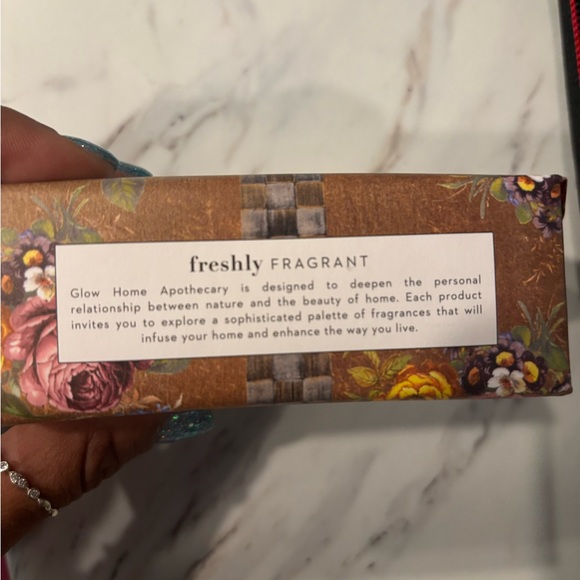 freshly FRAGRANT
Glow Home Apothecary is designed to deepen the personal
relationship between nature and the beauty of home. Each product
invites you to explore a sophisticated palette of fragrances that will
infuse your home and enhance the way you live.